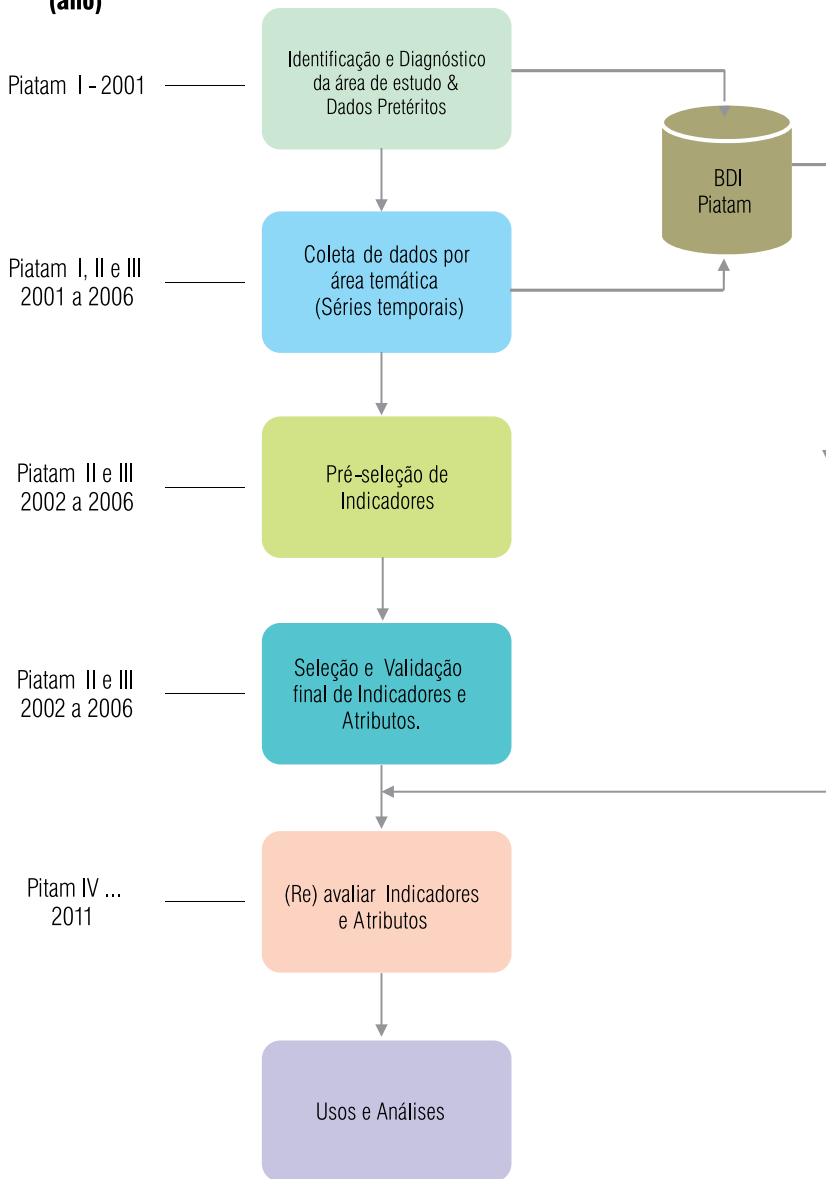 (ano)
Piatam I - 2001
Identificação e Diagnóstico
da área de estudo &
Dados Pretéritos
BDI
Piatam
Piatam I, II e III
2001 a 2006
Coleta de dados por
área temática
(Séries temporais)
Piatam II e III
2002 a 2006
Pré-seleção de
Indicadores
Piatam II e III
2002 a 2006
Seleção e Validação
final de Indicadores e
Atributos.
Pitam IV ...
2011
(Re) avaliar Indicadores
e Atributos
Usos e Análises